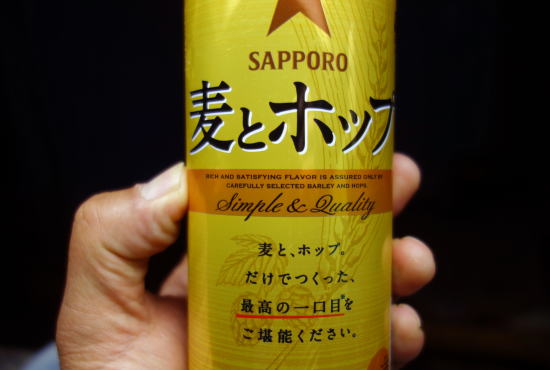 SAPPORO
麦とホップ
RICH AND SATISFYING FLAVOR IS ASSURED ONLY BY
CAREFULLY SELECTED BARLEY AND HOPS.
Simple & Quality
麦と、ホップ。
だけでつくった、
最高の一口目*を
ご堪能ください。